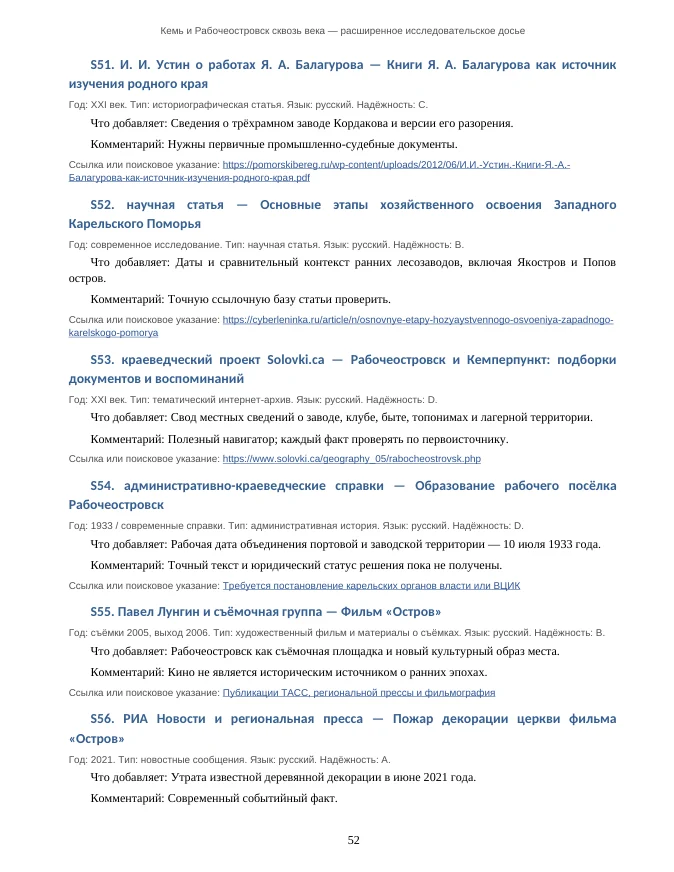 Кемь и Рабочеостровск сквозь века — расширенное исследовательское досье
S51. И. И. Устин о работах Я. А. Балагурова — Книги Я. А. Балагурова как источник
изучения родного края
Год: XXI век. Тип: историографическая статья. Язык: русский. Надёжность: C.
Что добавляет: Сведения о трёхрамном заводе Кордакова и версии его разорения.
Комментарий: Нужны первичные промышленно-судебные документы.
Ссылка или поисковое указание: https://pomorskibereg.ru/wp-content/uploads/2012/06/И.И.-Устин.-Книги-Я.-А.-
Балагурова-как-источник-изучения-родного-края.pdf
S52. научная статья — Основные этапы хозяйственного освоения Западного
Карельского Поморья
Год: современное исследование. Тип: научная статья. Язык: русский. Надёжность: B.
Что добавляет: Даты и сравнительный контекст ранних лесозаводов, включая Якостров и Попов
остров.
Комментарий: Точную ссылочную базу статьи проверить.
Ссылка или поисковое указание: https://cyberleninka.ru/article/n/osnovnye-etapy-hozyaystvennogo-osvoeniya-zapadnogo-
karelskogo-pomorya
S53. краеведческий проект Solovki.ca — Рабочеостровск и Кемперпункт: подборки
документов и воспоминаний
Год: XXI век. Тип: тематический интернет-архив. Язык: русский. Надёжность: D.
Что добавляет: Свод местных сведений о заводе, клубе, быте, топонимах и лагерной территории.
Комментарий: Полезный навигатор; каждый факт проверять по первоисточнику.
Ссылка или поисковое указание: https://www.solovki.ca/geography_05/rabocheostrovsk.php
S54. административно-краеведческие справки — Образование рабочего посёлка
Рабочеостровск
Год: 1933 / современные справки. Тип: административная история. Язык: русский. Надёжность: D.
Что добавляет: Рабочая дата объединения портовой и заводской территории — 10 июля 1933 года.
Комментарий: Точный текст и юридический статус решения пока не получены.
Ссылка или поисковое указание: Требуется постановление карельских органов власти или ВЦИК
S55. Павел Лунгин и съёмочная группа — Фильм «Остров»
Год: съёмки 2005, выход 2006. Тип: художественный фильм и материалы о съёмках. Язык: русский. Надёжность: B.
Что добавляет: Рабочеостровск как съёмочная площадка и новый культурный образ места.
Комментарий: Кино не является историческим источником о ранних эпохах.
Ссылка или поисковое указание: Публикации ТАСС, региональной прессы и фильмография
S56. РИА Новости и региональная пресса — Пожар декорации церкви фильма
«Остров»
Год: 2021. Тип: новостные сообщения. Язык: русский. Надёжность: A.
Что добавляет: Утрата известной деревянной декорации в июне 2021 года.
Комментарий: Современный событийный факт.
52